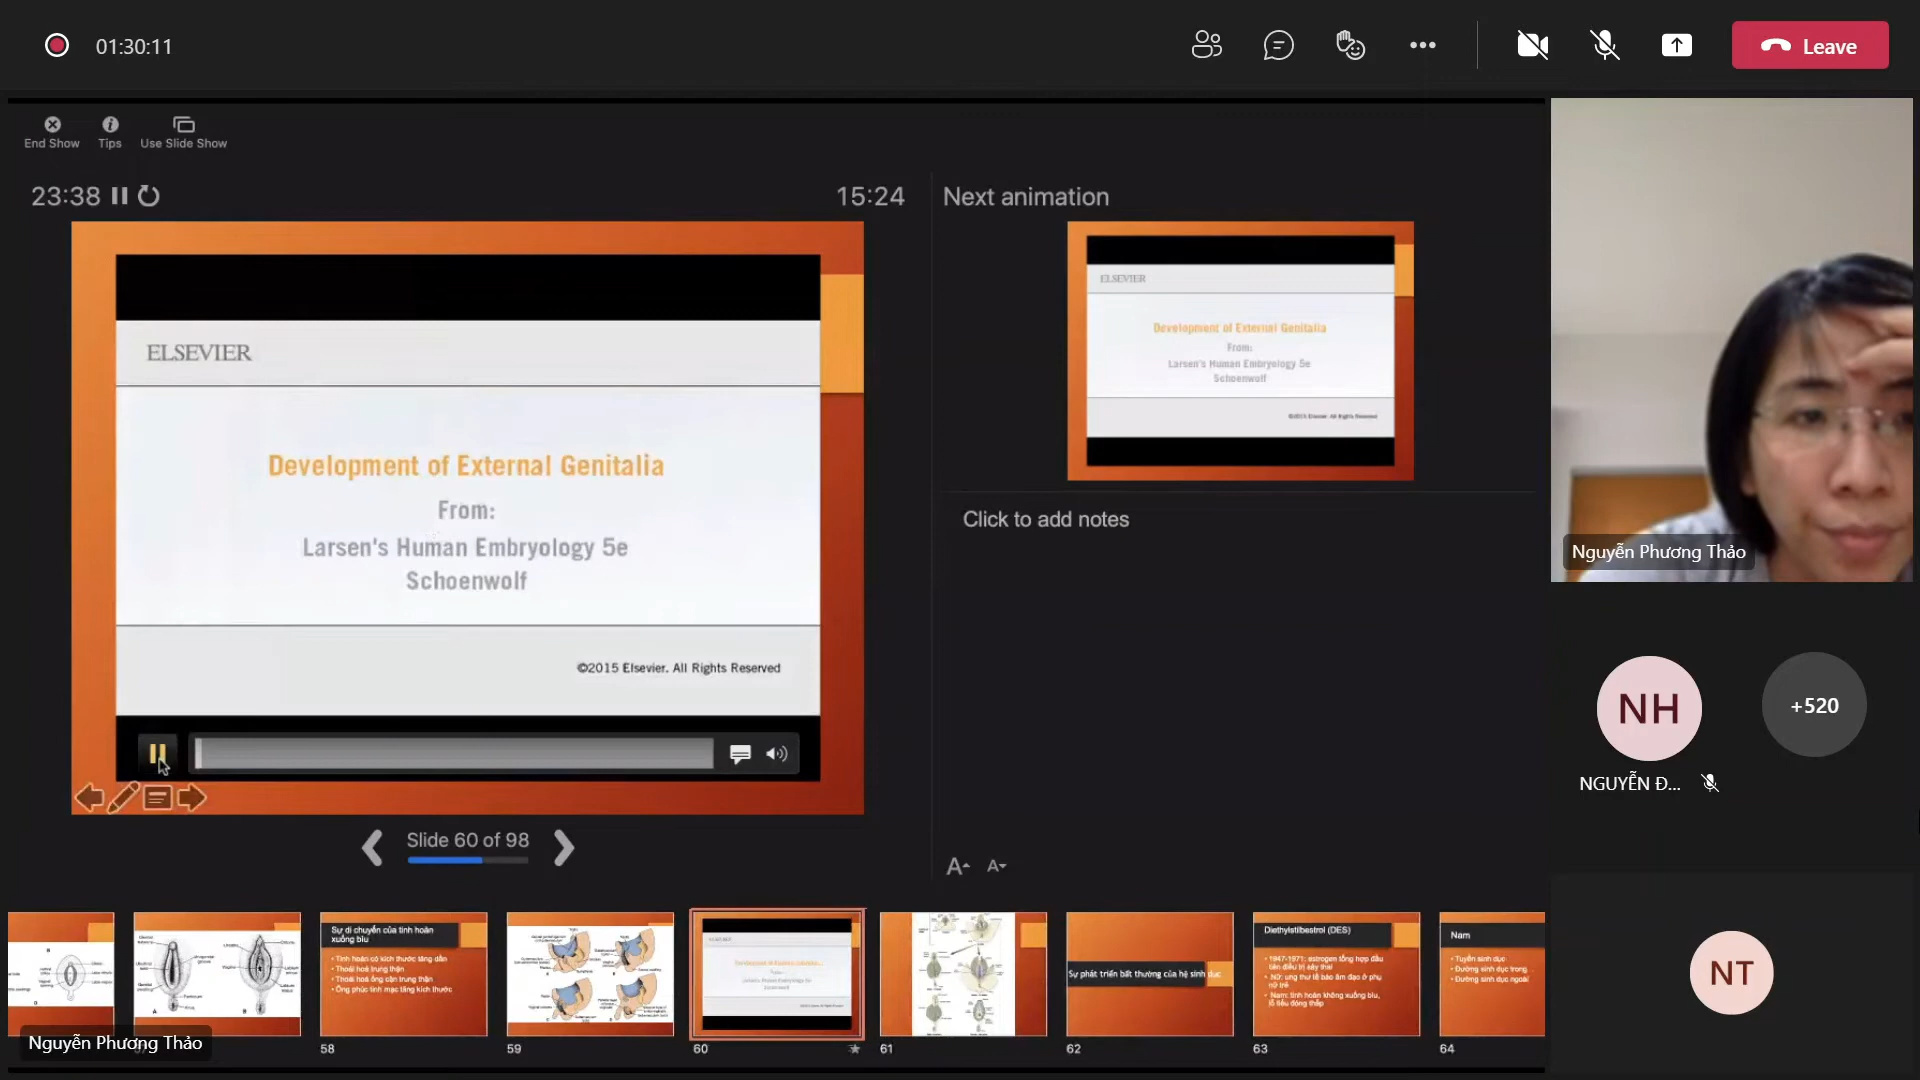 01:30:11
Leave
End Show
Tips
Use Slide Show
23:38
15:24
Next animation
ELSEVIER
Development of External Genitalia
From:
Larsen's Human Embryology 5e
Schoenwolf
©2015 Elsevier. All Rights Reserved
ELSEVIER
Development of External Genitalia
From:
Larsen's Human Embryology 5e
Schoenwolf
©2015 Elsevier. All Rights Reserved
Click to add notes
Slide 60 of 98
Nguyễn Phương Thảo
NH
+520
NGUYỄN Đ...
NT
Sự di chuyển của tinh hoàn
xuống bìu
• Tinh hoàn có kích thước tăng dần
• Thoái hoá trung thận
• Thoái hoá ống cận trung thận
• Ống phúc tinh mạc tăng kích thước
Sự phát triển bất thường của hệ sinh dục
Diethylstilbestrol (DES)
• 1947-1971: estrogen tổng hợp đầu
tiên điều trị sảy thai
• Nữ: ung thư tế bào âm đạo ở phụ
nữ trẻ
• Nam: tinh hoàn không xuống bìu,
lỗ tiểu đóng thấp
Nam
• Tuyến sinh dục
• Đường sinh dục trong
• Đường sinh dục ngoài
Nguyễn Phương Thảo
58
59
60
61
62
63
64